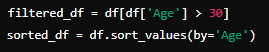 filtered_df = df[df['Age'] > 30]
sorted_df = df.sort_values(by='Age')